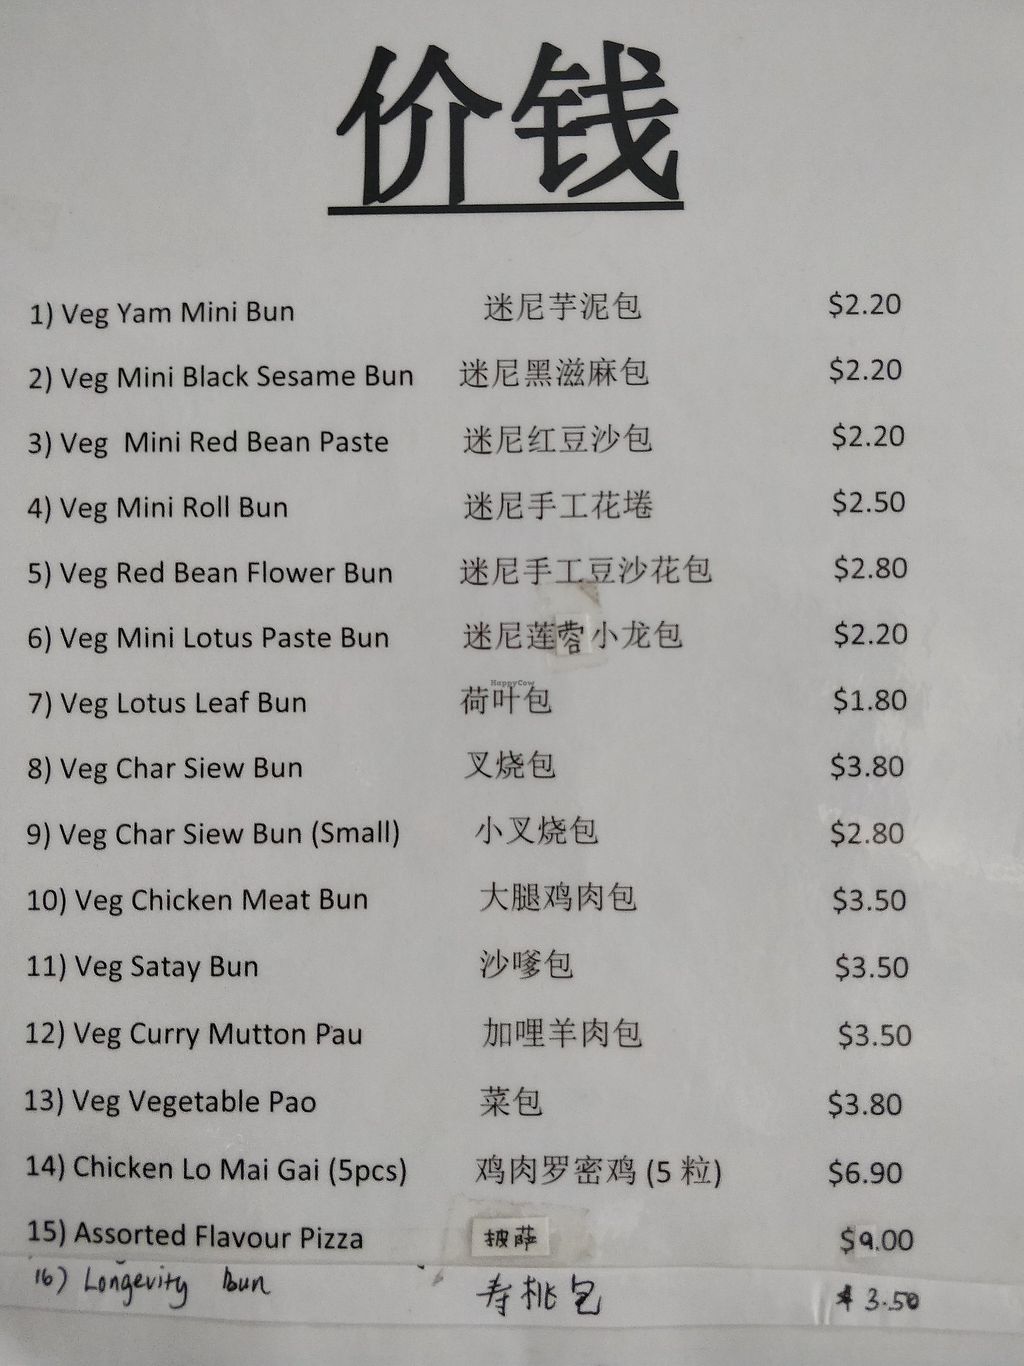 价钱
1) Veg Yam Mini Bun 迷尼芋泥包 $2.20
2) Veg Mini Black Sesame Bun 迷尼黑滋麻包 $2.20
3) Veg Mini Red Bean Paste 迷尼红豆沙包 $2.20
4) Veg Mini Roll Bun 迷尼手工花埢 $2.50
5) Veg Red Bean Flower Bun 迷尼手工豆沙花包 $2.80
6) Veg Mini Lotus Paste Bun 迷尼莲蓉小龙包 $2.20
HappyCow
7) Veg Lotus Leaf Bun 荷叶包 $1.80
8) Veg Char Siew Bun 叉烧包 $3.80
9) Veg Char Siew Bun (Small) 小叉烧包 $2.80
10) Veg Chicken Meat Bun 大腿鸡肉包 $3.50
11) Veg Satay Bun 沙嗲包 $3.50
12) Veg Curry Mutton Pau 加哩羊肉包 $3.50
13) Veg Vegetable Pao 菜包 $3.80
14) Chicken Lo Mai Gai (5pcs) 鸡肉罗密鸡 (5 粒) $6.90
15) Assorted Flavour Pizza 披萨 $9.00
16) Longevity Bun 寿桃包 $3.50